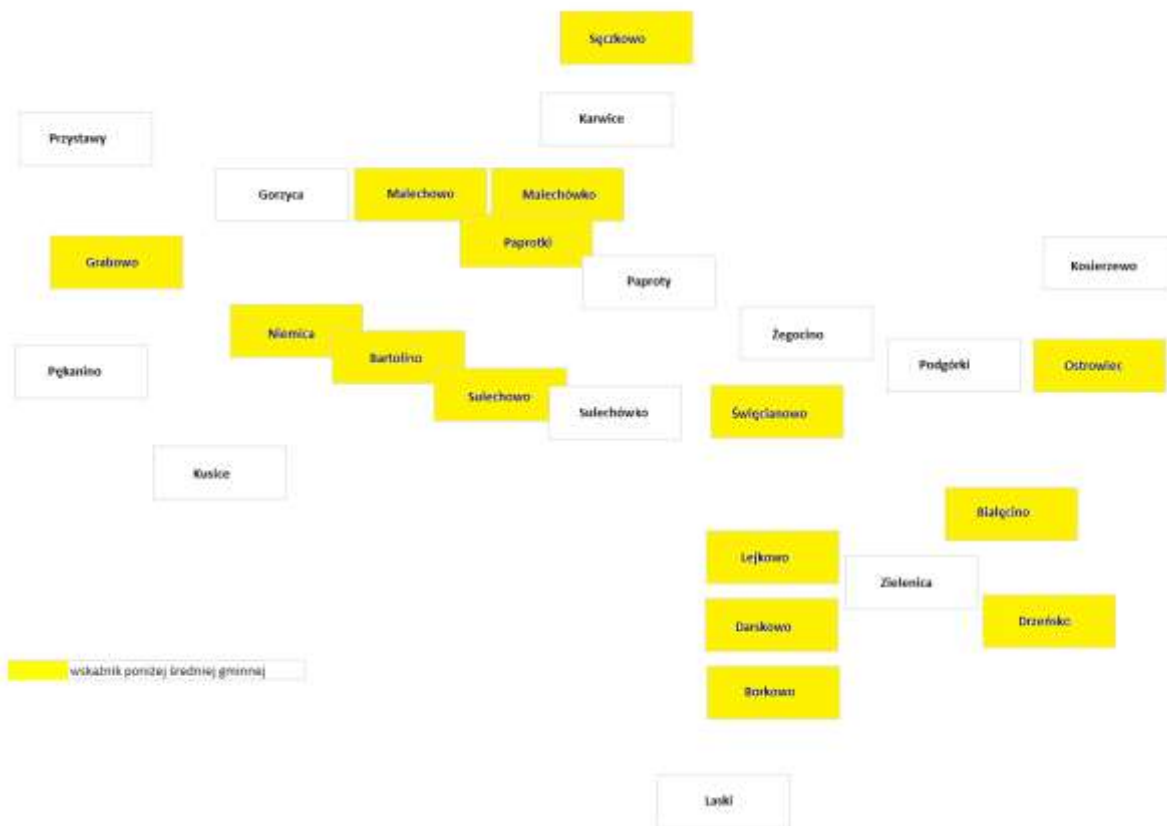 Sęczkowo
Karwice
Przystawy
Gorzyca
Malechowo
Malechówko
Paprotki
Grabowo
Kosierzewo
Paproty
Niemica
Żegocino
Bartolino
Podgórki
Ostrowiec
Pękanino
Sulechowo
Sulechówko
Święcianowo
Kusice
Białęcino
Lejkowo
Zielenica
Drzeńsko
Darskowo
wskaźnik poniżej średniej gminnej
Borkowo
Laski